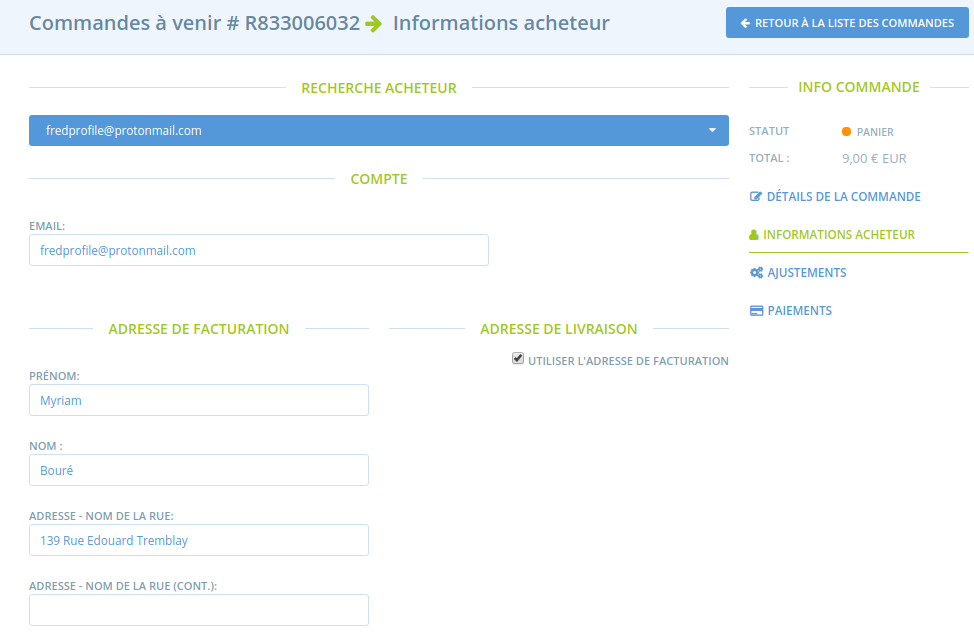 Commandes à venir # R833006032 Informations acheteur
RETOUR À LA LISTE DES COMMANDES
RECHERCHE ACHETEUR
fredprofile@protonmail.com
COMPTE
EMAIL:
fredprofile@protonmail.com
ADRESSE DE FACTURATION
PRÉNOM:
Myriam
NOM :
Bouré
ADRESSE - NOM DE LA RUE:
139 Rue Edouard Tremblay
ADRESSE - NOM DE LA RUE (CONT.):
ADRESSE DE LIVRAISON
UTILISER L'ADRESSE DE FACTURATION
INFO COMMANDE
STATUT PANIER
TOTAL : 9,00 € EUR
DÉTAILS DE LA COMMANDE
INFORMATIONS ACHETEUR
AJUSTEMENTS
PAIEMENTS